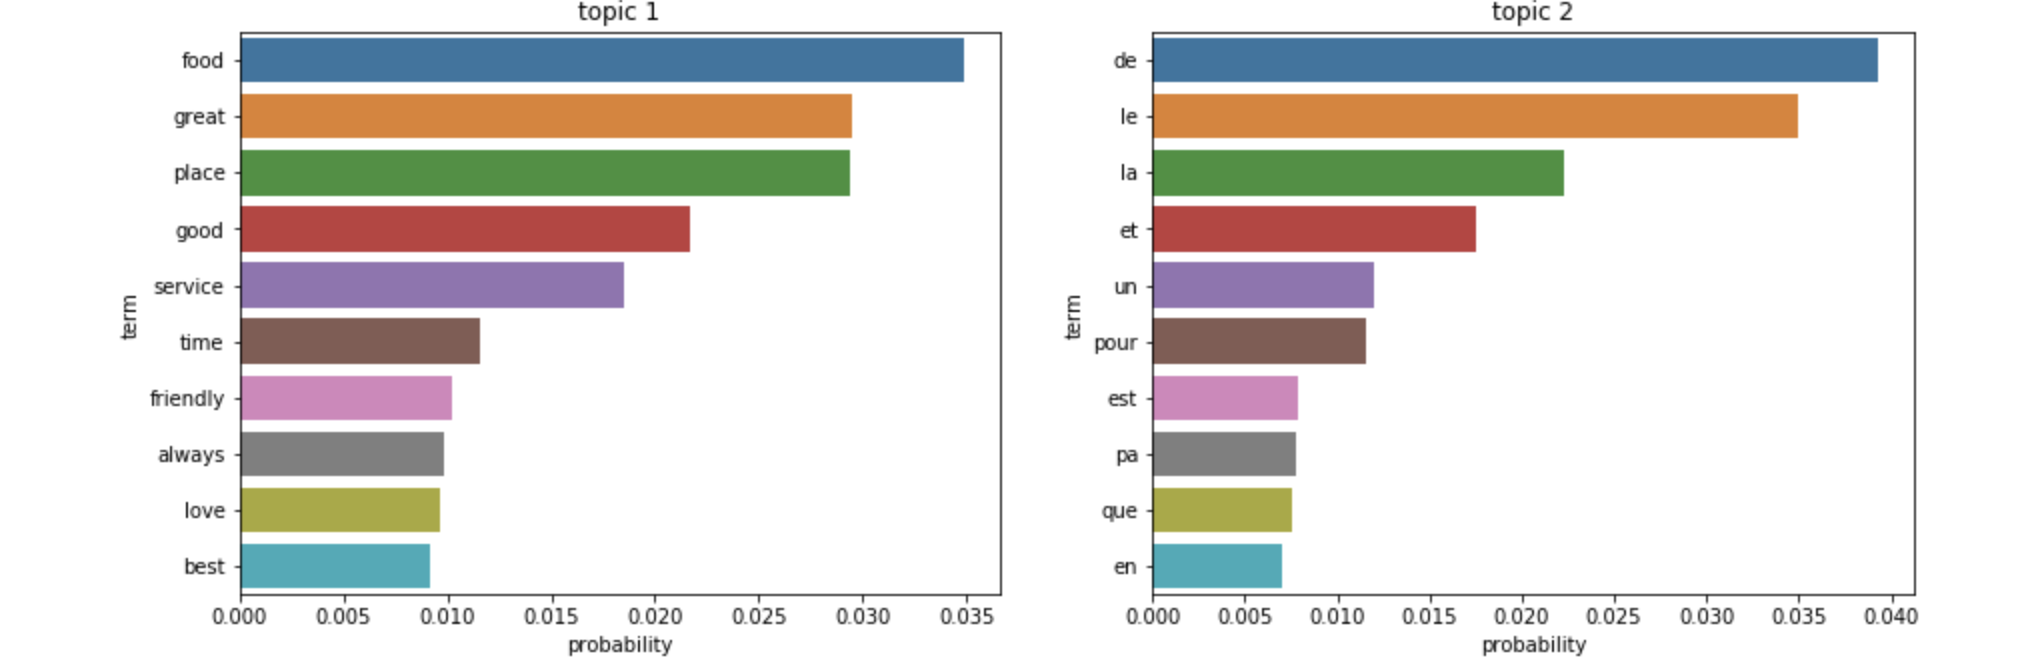 topic 1
food
great
place
good
service
time
friendly
always
love
best
term
0.000 0.005 0.010 0.015 0.020 0.025 0.030 0.035
probability
topic 2
de
le
la
et
un
pour
est
pa
que
en
term
0.000 0.005 0.010 0.015 0.020 0.025 0.030 0.035 0.040
probability